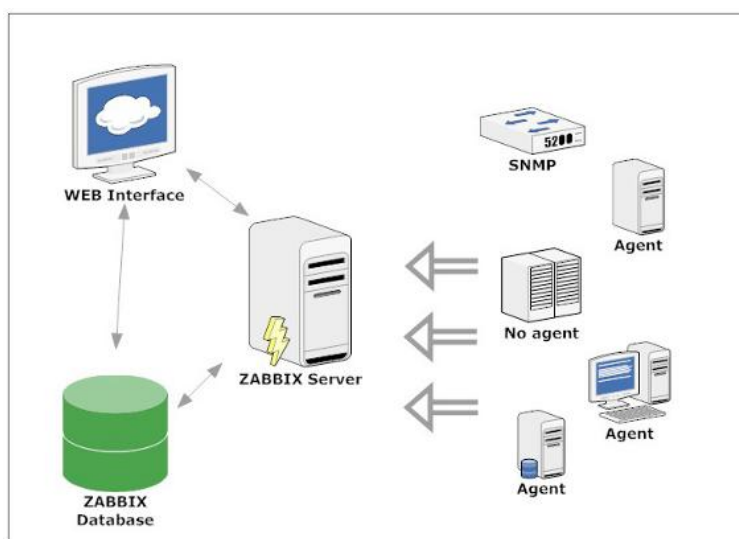 WEB Interface
5200
SNMP
Agent
No agent
ZABBIX Server
Agent
Agent
ZABBIX
Database